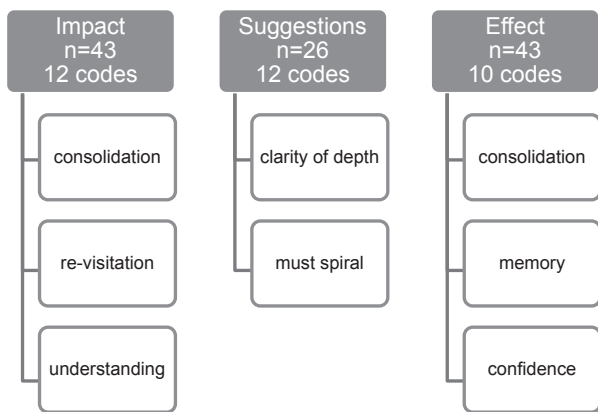 Impact
n=43
12 codes
consolidation
re-visitation
understanding
Suggestions
n=26
12 codes
clarity of depth
must spiral
Effect
n=43
10 codes
consolidation
memory
confidence